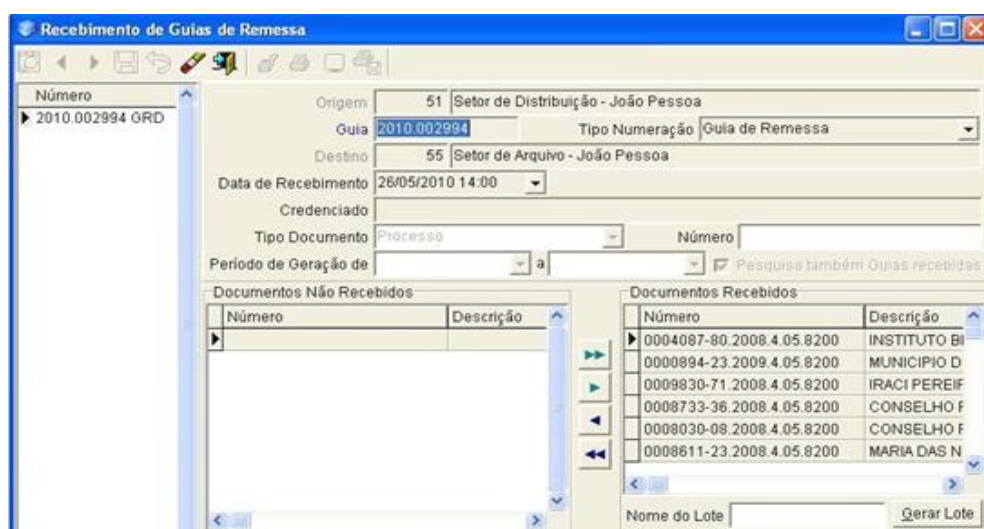 Recebimento de Guias de Remessa
Número
2010.002994 GRD
Origem 51 Setor de Distribuição - João Pessoa
Guia 2010.002994 Tipo Numeração Guia de Remessa
Destino 55 Setor de Arquivo - João Pessoa
Data de Recebimento 26/05/2010 14:00
Credenciado
Tipo Documento Processo Número
Período de Geração de a Pesquisa também Guias recebidas
Documentos Não Recebidos
Número Descrição
Documentos Recebidos
Número Descrição
0004087-80.2008.4.05.8200 INSTITUTO BI
0000894-23.2009.4.05.8200 MUNICIPIO D
0009830-71.2008.4.05.8200 IRACI PEREIF
0008733-36.2008.4.05.8200 CONSELHO F
0008030-08.2008.4.05.8200 CONSELHO F
0008611-23.2008.4.05.8200 MARIA DAS N
Nome do Lote Gerar Lote